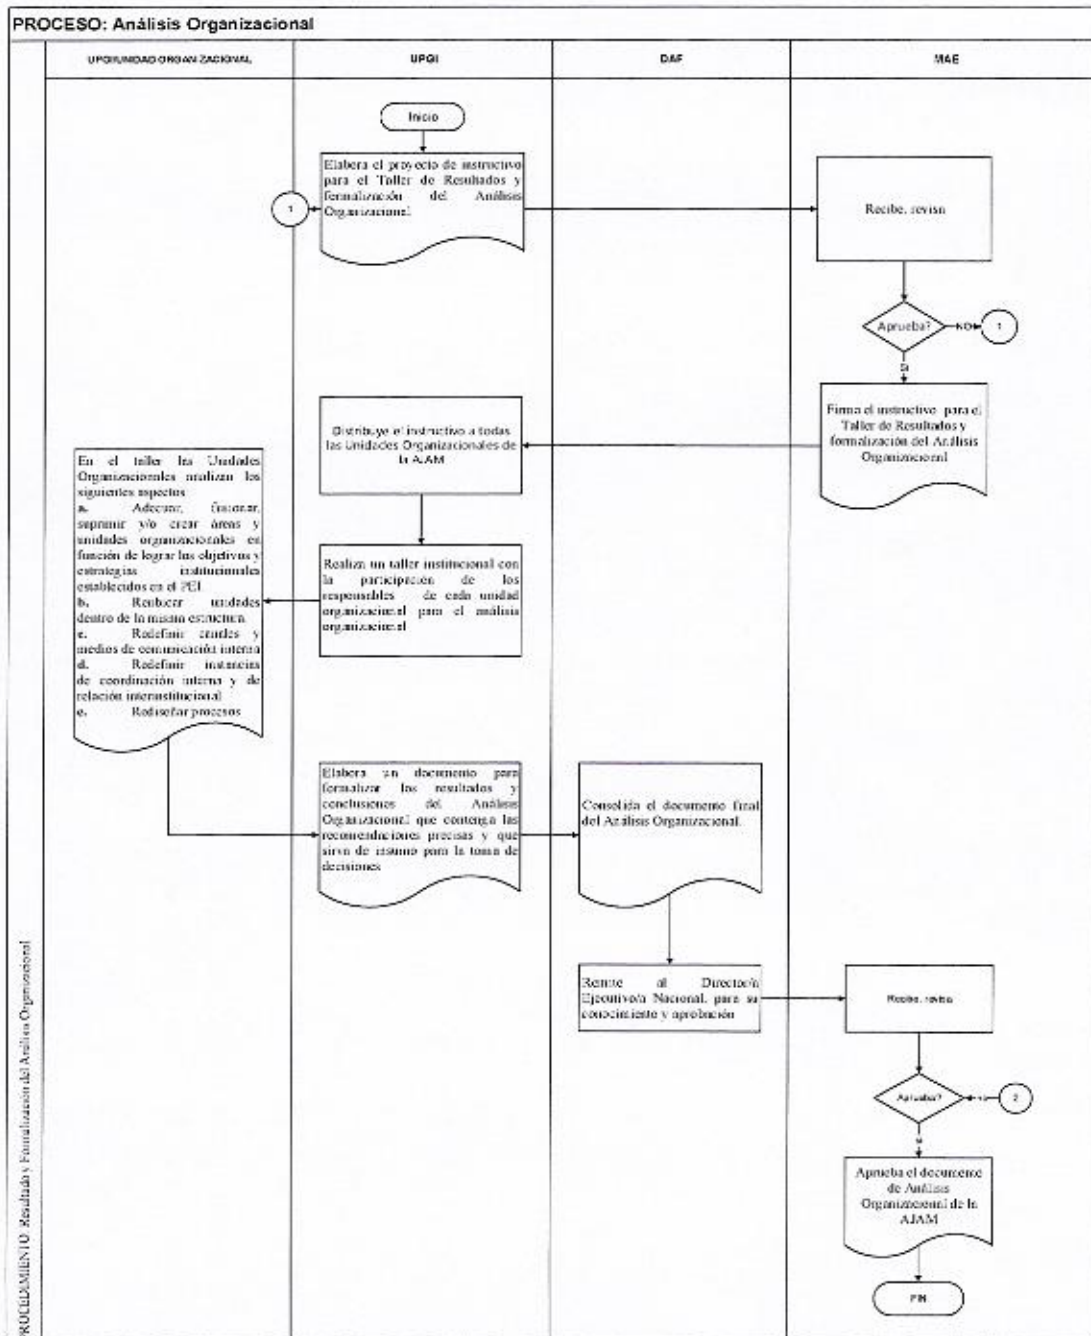 PROCESO: Análisis Organizacional
UPGI/UNIDAD ORGANIZACIONAL
UPGI
DAF
MAE
Inicio
Elabora el proyecto de instructivo
para el Taller de Resultados y
formalización del Análisis
Organizacional
1
Recibe, revisa
Aprueba?
NO
1
SI
Firma el instructivo para el
Taller de Resultados y
formalización del Análisis
Organizacional
Distribuye el instructivo a todas
las Unidades Organizacionales de
la AJAM
Realiza un taller institucional con
la participación de los
responsables de cada unidad
organizacional para el análisis
organizacional
En el taller las Unidades
Organizacionales analizan los
siguientes aspectos
a. Adecuar, fusionar,
suprimir y/o crear áreas y
unidades organizacionales en
función de lograr los objetivos y
estrategias institucionales
establecidos en el PEI
b. Reubicar unidades
dentro de la misma estructura
c. Redefinir canales y
medios de comunicación interna
d. Redefinir instancias
de coordinación interna y de
relación interinstitucional
e. Rediseñar procesos
Elabora un documento para
formalizar los resultados y
conclusiones del Análisis
Organizacional que contenga las
recomendaciones precisas y que
sirva de insumo para la toma de
decisiones
Consolida el documento final
del Análisis Organizacional.
Remite al Director/a
Ejecutivo/a Nacional, para su
conocimiento y aprobación
Recibe, revisa
Aprueba?
2
Aprueba el documento
de Análisis
Organizacional de la
AJAM
FIN
PROCEDIMIENTO: Resultado y Formalización del Análisis Organizacional